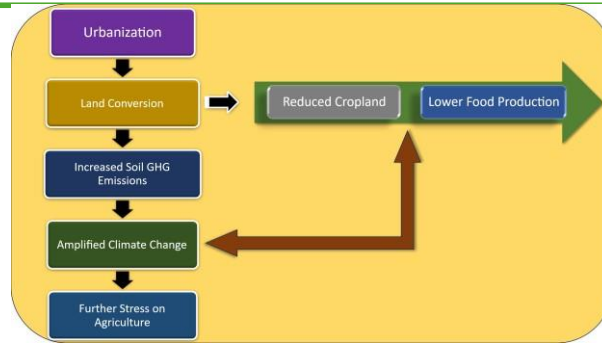 Urbanization
Land Conversion
Reduced Cropland
Lower Food Production
Increased Soil GHG
Emissions
Amplified Climate Change
Further Stress on
Agriculture